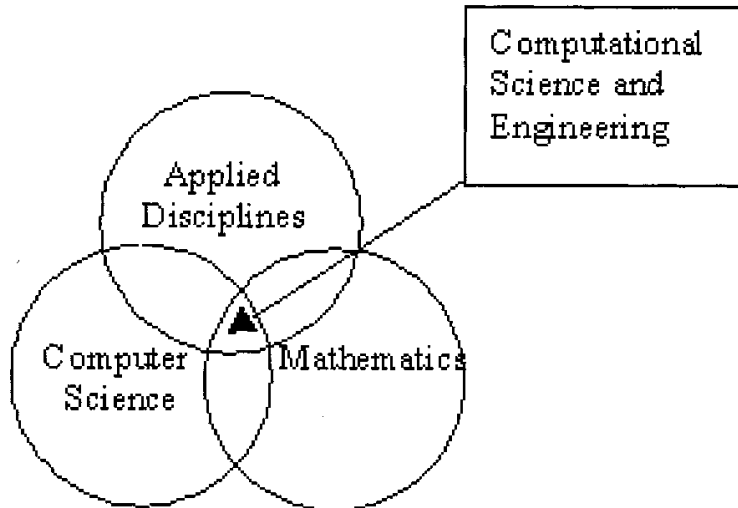 Computational
Science and
Engineering
Applied
Disciplines
Computer
Science
Mathematics